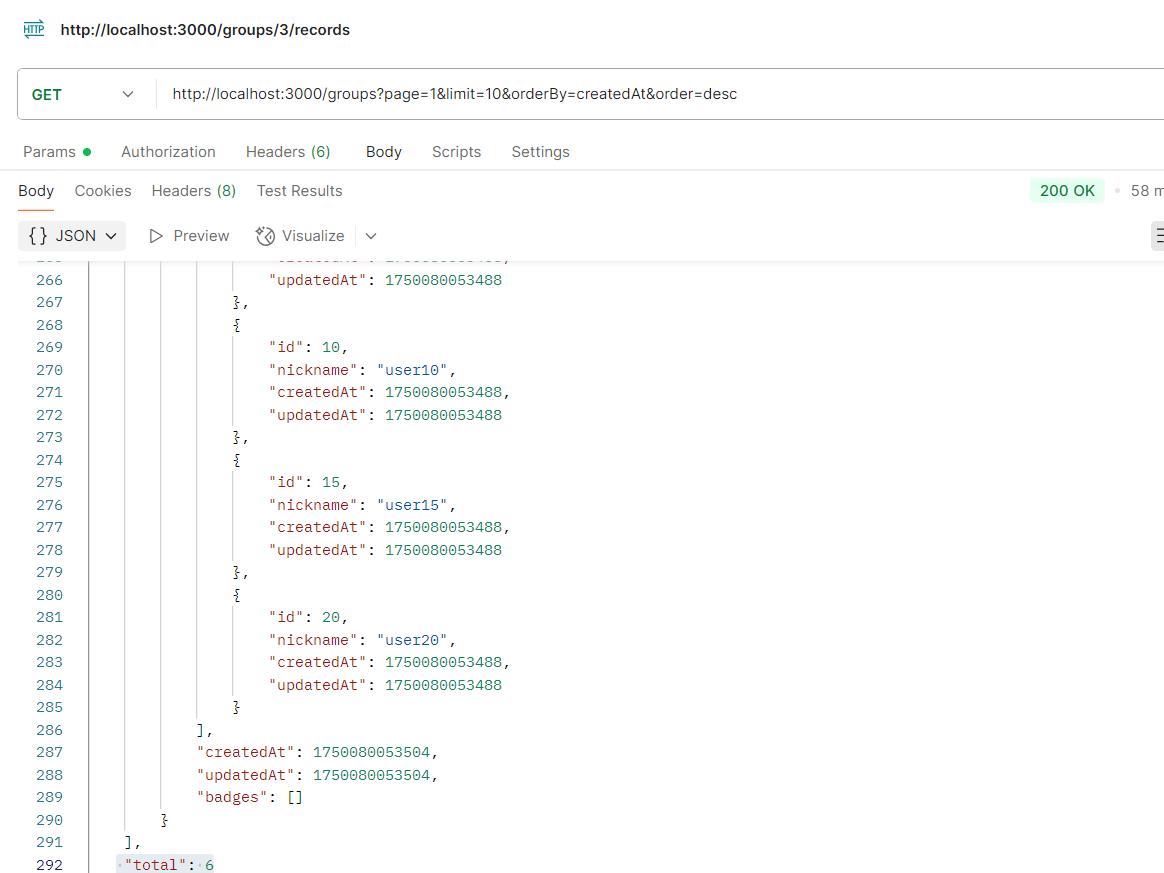 HTTP http://localhost:3000/groups/3/records
GET http://localhost:3000/groups?page=1&limit=10&orderBy=createdAt&order=desc
Params Authorization Headers (6) Body Scripts Settings
Body Cookies Headers (8) Test Results 200 OK 58 m
{} JSON Preview Visualize
266 "updatedAt": 1750080053488
267 },
268 {
269 "id": 10,
270 "nickname": "user10",
271 "createdAt": 1750080053488,
272 "updatedAt": 1750080053488
273 },
274 {
275 "id": 15,
276 "nickname": "user15",
277 "createdAt": 1750080053488,
278 "updatedAt": 1750080053488
279 },
280 {
281 "id": 20,
282 "nickname": "user20",
283 "createdAt": 1750080053488,
284 "updatedAt": 1750080053488
285 }
286 ],
287 "createdAt": 1750080053504,
288 "updatedAt": 1750080053504,
289 "badges": []
290 }
291 ],
292 "total": 6